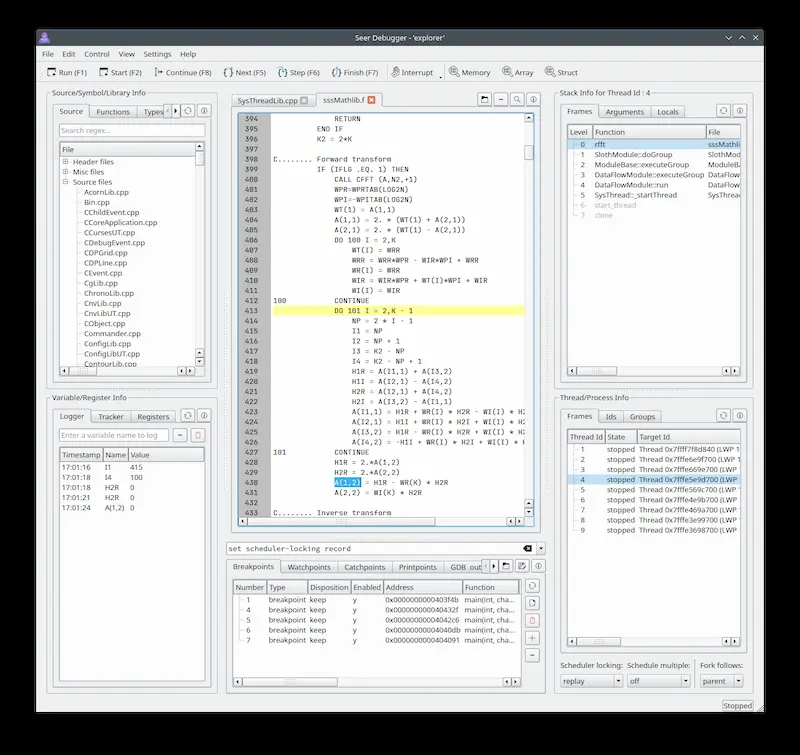 Seer Debugger - 'explorer'
File Edit Control View Settings Help
Run (F1) Start (F2) Continue (F8) Next (F5) Step (F6) Finish (F7) Interrupt Memory Array Struct
Source/Symbol/Library Info
Source Functions Types
Search regex...
File
Header files
Misc files
Source files
AcornLib.cpp
Bin.cpp
CChildEvent.cpp
CCoreApplication.cpp
CCursesUT.cpp
CDebugEvent.cpp
CDPGrid.cpp
CDPLine.cpp
CEvent.cpp
CgLib.cpp
ChronoLib.cpp
CnvLib.cpp
CnvLibUT.cpp
CObject.cpp
Commander.cpp
ConfigLib.cpp
ConfigLibUT.cpp
ContourLib.cpp
Variable/Register Info
Logger Tracker Registers
Enter a variable name to log
Timestamp Name Value
17:01:16 I1 415
17:01:18 I4 100
17:01:18 H2R 0
17:01:21 H2R 0
17:01:24 A(1,2) 0
SysThreadLib.cpp sssMathlib.f
394 RETURN
395 END IF
396 K2 = 2*K
397
398 C........ Forward transform
399 IF (IFLG .EQ. 1) THEN
400 CALL CFFT (A,N2,+1)
401 WPR=WPRTAB(LOG2N)
402 WPI=-WPITAB(LOG2N)
403 WT(1) = A(1,1)
404 A(1,1) = 2. * (WT(1) + A(2,1))
405 A(2,1) = 2. * (WT(1) - A(2,1))
406 DO 100 I = 2,K
407 WT(I) = WRR
408 WRR = WRR*WPR - WIR*WPI + WRR
409 WR(I) = WRR
410 WIR = WIR*WPR + WT(I)*WPI + WIR
411 WI(I) = WIR
412 100 CONTINUE
413 DO 101 I = 2,K - 1
414 NP = 2 * I - 1
415 I1 = NP
416 I2 = NP + 1
417 I3 = K2 - NP
418 I4 = K2 - NP + 1
419 H1R = A(I1,1) + A(I3,2)
420 H1I = A(I2,1) - A(I4,2)
421 H2R = A(I2,1) + A(I4,2)
422 H2I = A(I3,2) - A(I1,1)
423 A(I1,1) = H1R + WR(I) * H2R - WI(I) * H2
424 A(I2,1) = H1I + WR(I) * H2I + WI(I) * H2
425 A(I3,2) = H1R - WR(I) * H2R + WI(I) * H2
426 A(I4,2) = -H1I + WR(I) * H2I + WI(I) * H
427 101 CONTINUE
428 H1R = 2.*A(1,2)
429 H2R = 2.*A(2,2)
430 A(1,2) = H1R - WR(K) * H2R
431 A(2,2) = WI(K) * H2R
432
433 C........ Inverse transform
set scheduler-locking record
Breakpoints Watchpoints Catchpoints Printpoints GDB out
Number Type Disposition Enabled Address Function
1 breakpoint keep y 0x0000000000403f4b main(int, cha...
4 breakpoint keep y 0x000000000040432f main(int, cha...
5 breakpoint keep y 0x00000000004042c6 main(int, cha...
6 breakpoint keep y 0x00000000004040db main(int, cha...
7 breakpoint keep y 0x0000000000404091 main(int, cha...
Stack Info for Thread Id : 4
Frames Arguments Locals
Level Function File
0 rfft sssMathli
1 SlothModule::doGroup SlothMod
2 ModuleBase::executeGroup ModuleB
3 DataFlowModule::executeGroup DataFlow
4 DataFlowModule::run DataFlow
5 SysThread::_startThread SysThrea
6 start_thread
7 clone
Thread/Process Info
Frames Ids Groups
Thread Id State Target Id
1 stopped Thread 0x7ffff7f8d840 (LWP
2 stopped Thread 0x7fffe6e9f700 (LWP
3 stopped Thread 0x7fffe669e700 (LWP
4 stopped Thread 0x7fffe5e9d700 (LWP
5 stopped Thread 0x7fffe569c700 (LWP
6 stopped Thread 0x7fffe4e9b700 (LWP
7 stopped Thread 0x7fffe469a700 (LWP
8 stopped Thread 0x7fffe3e99700 (LWP
9 stopped Thread 0x7fffe3698700 (LWP
Scheduler locking: Schedule multiple: Fork follows:
replay off parent
Stopped